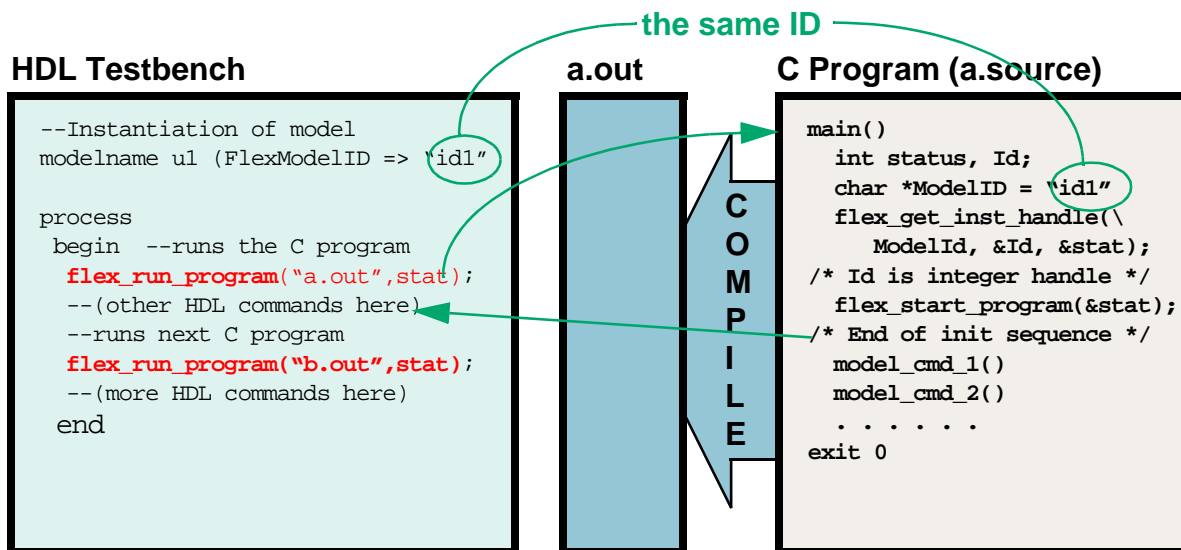 the same ID
HDL Testbench
--Instantiation of model
modelname u1 (FlexModelID => “id1”
process
begin --runs the C program
flex_run_program(“a.out”,stat);
--(other HDL commands here)
--runs next C program
flex_run_program(“b.out”,stat);
--(more HDL commands here)
end
a.out
COMPILE
C Program (a.source)
main()
int status, Id;
char *ModelID = “id1”
flex_get_inst_handle(\
ModelId, &Id, &stat);
/* Id is integer handle */
flex_start_program(&stat);
/* End of init sequence */
model_cmd_1()
model_cmd_2()
. . . . . .
exit 0